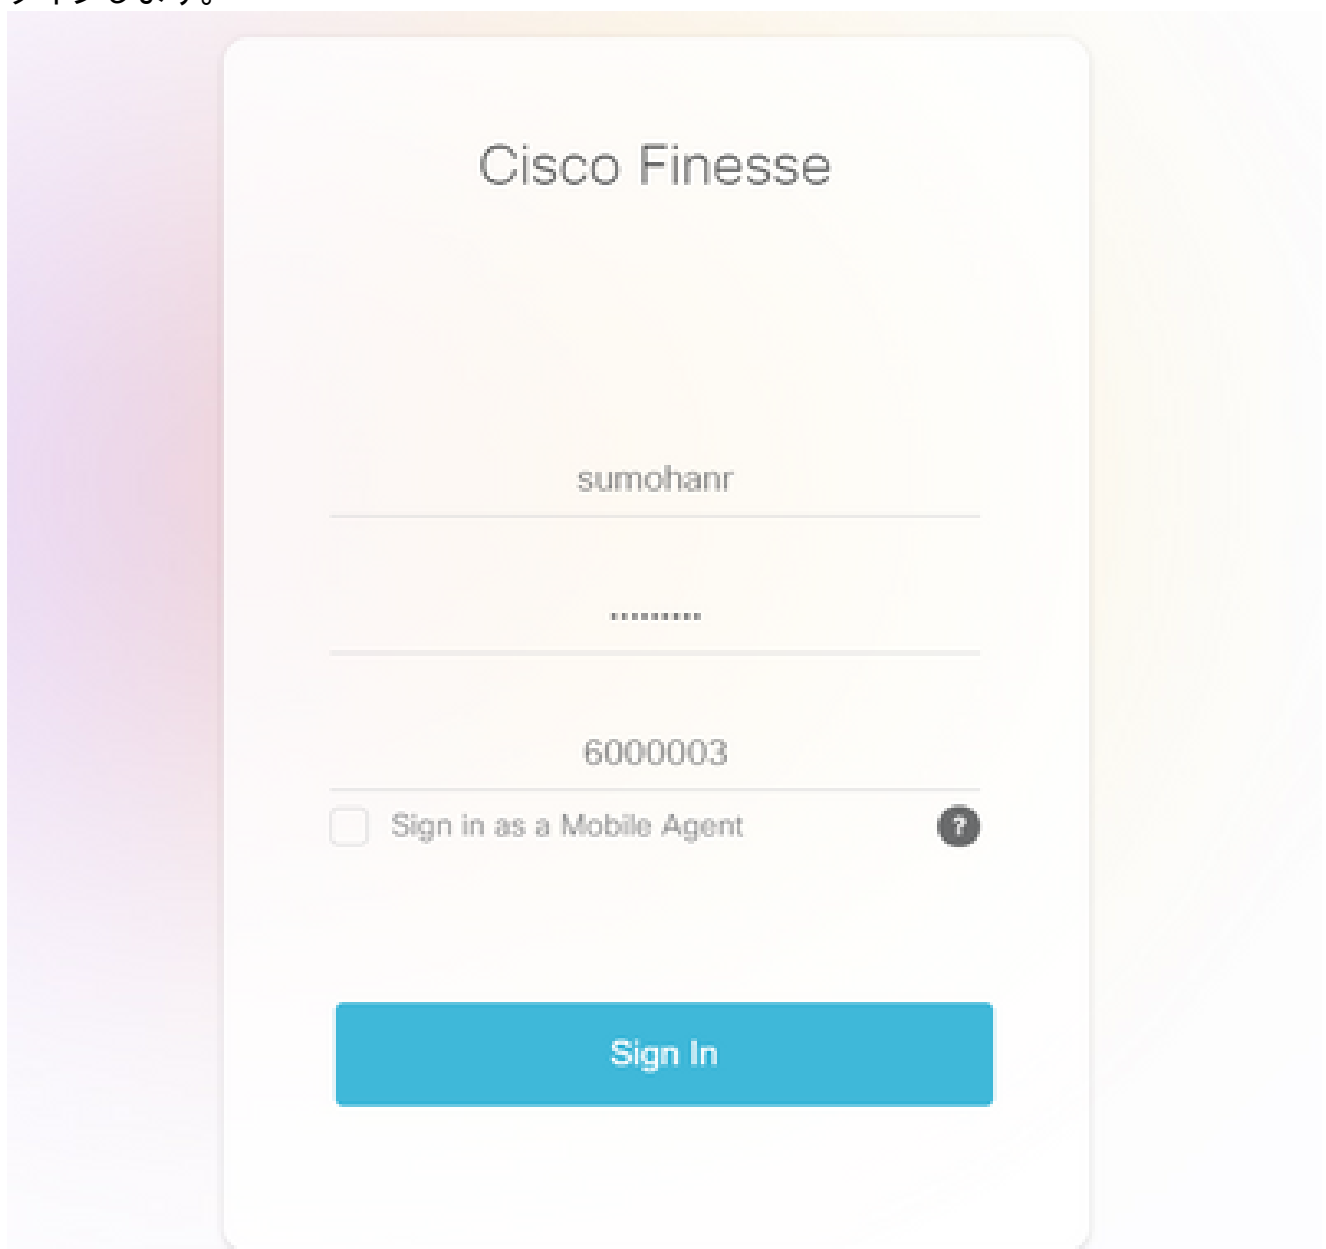 Cisco Finesse
sumohanr
•••••••••
6000003
Sign in as a Mobile Agent
?
Sign In